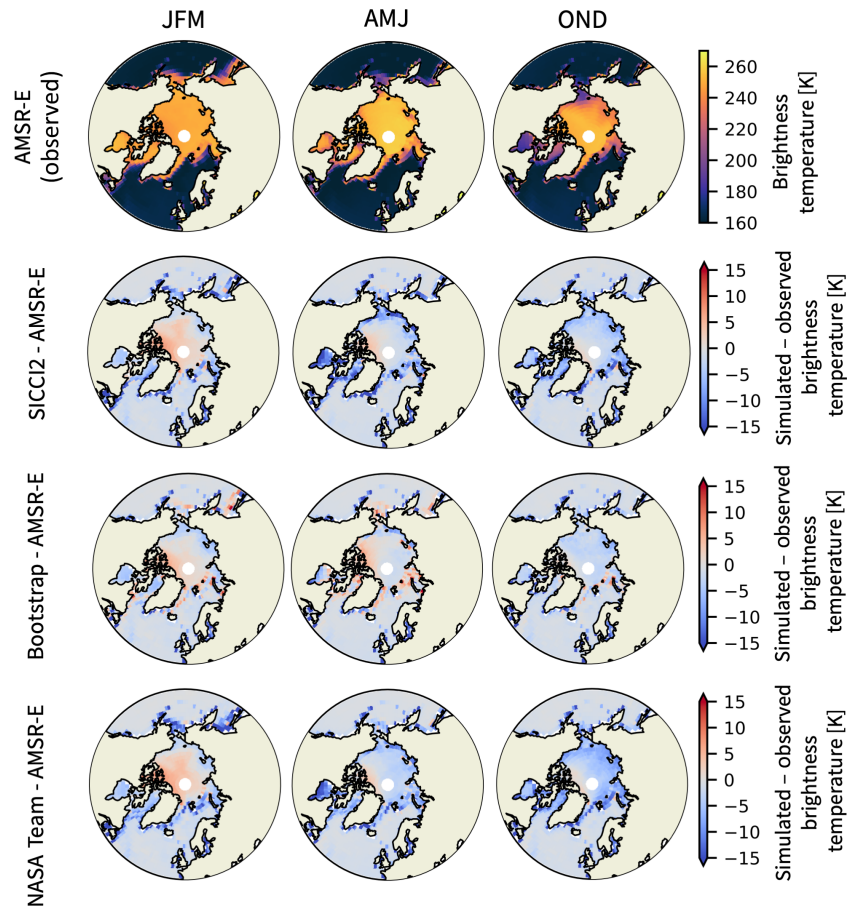 JFM
AMJ
OND
AMSR-E
(observed)
260
240
220
200
180
160
Brightness
temperature [K]
SICCI2 - AMSR-E
15
10
5
0
−5
−10
−15
Simulated – observed
brightness
temperature [K]
Bootstrap - AMSR-E
15
10
5
0
−5
−10
−15
Simulated – observed
brightness
temperature [K]
NASA Team - AMSR-E
15
10
5
0
−5
−10
−15
Simulated – observed
brightness
temperature [K]